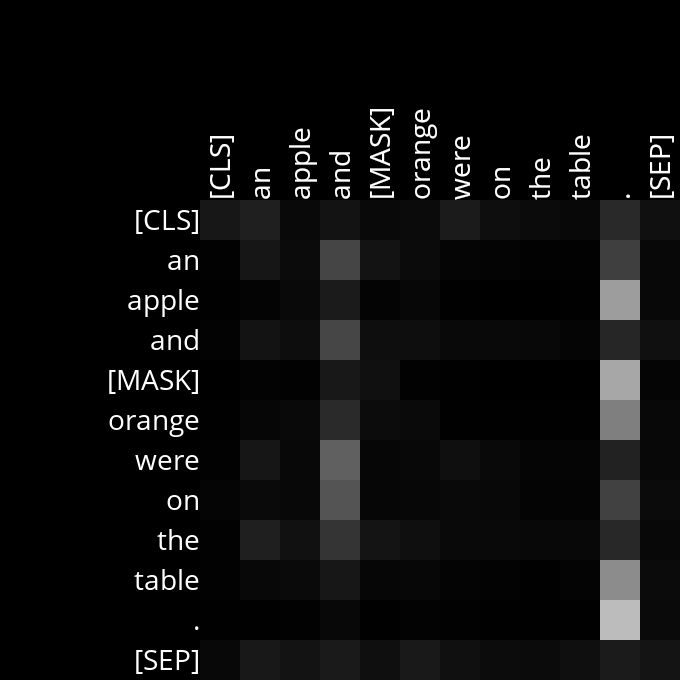 [CLS] an apple and [MASK] orange were on the table . [SEP]
[CLS]
an
apple
and
[MASK]
orange
were
on
the
table
.
[SEP]